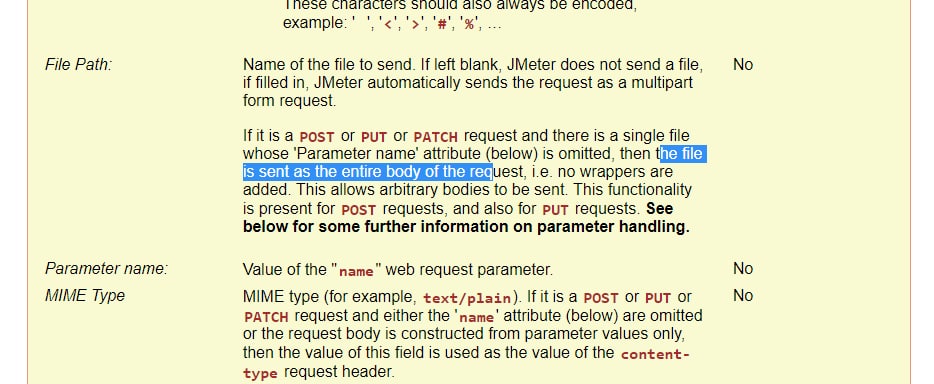 These characters should also always be encoded,
example: ' ', '<', '>', '#', '%', ...
File Path: Name of the file to send. If left blank, JMeter does not send a file, No
if filled in, JMeter automatically sends the request as a multipart
form request.
If it is a POST or PUT or PATCH request and there is a single file
whose 'Parameter name' attribute (below) is omitted, then the file
is sent as the entire body of the request, i.e. no wrappers are
added. This allows arbitrary bodies to be sent. This functionality
is present for POST requests, and also for PUT requests. See
below for some further information on parameter handling.
Parameter name: Value of the "name" web request parameter. No
MIME Type MIME type (for example, text/plain). If it is a POST or PUT or No
PATCH request and either the 'name' attribute (below) are omitted
or the request body is constructed from parameter values only,
then the value of this field is used as the value of the content-
type request header.